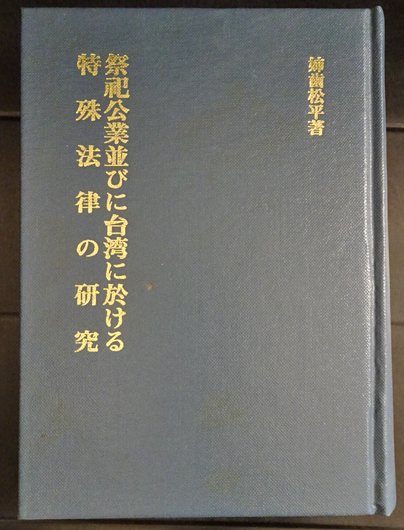 姉歯松平著
祭祀公業並びに台湾に於ける
特殊法律の研究